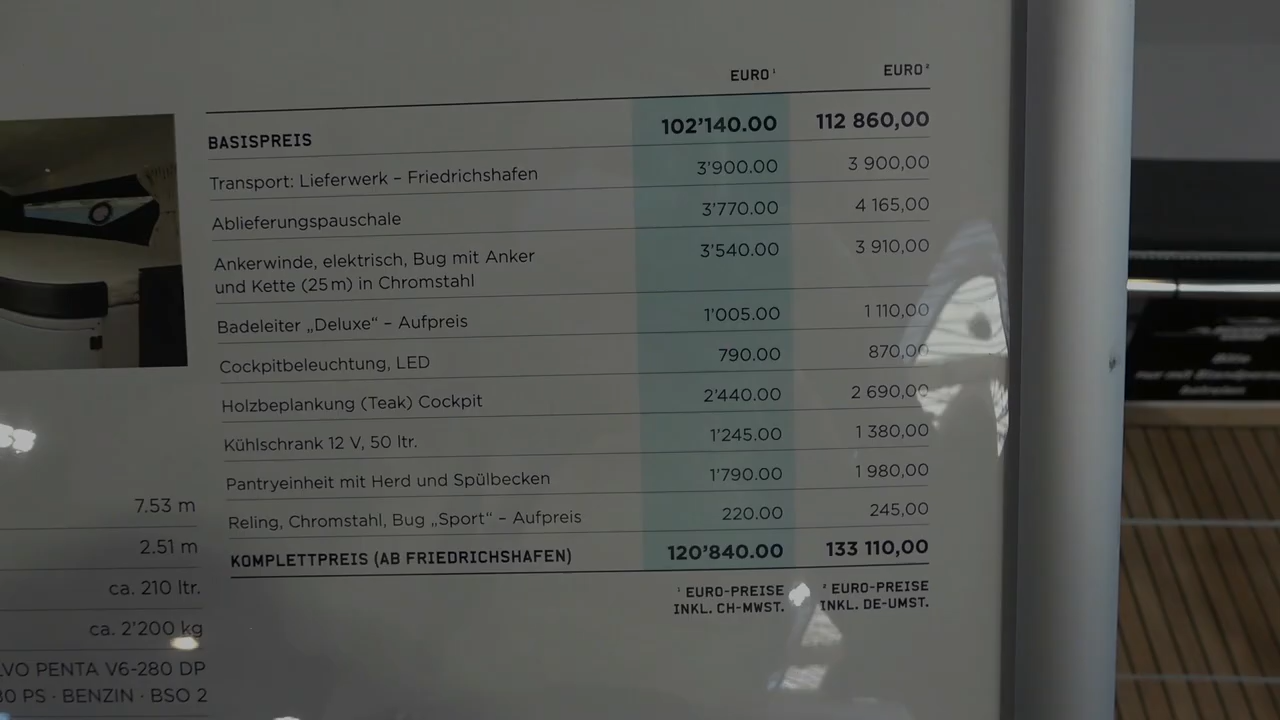 EURO¹ EURO²
BASISPREIS 102'140.00 112 860,00
Transport: Lieferwerk – Friedrichshafen 3'900.00 3 900,00
Ablieferungspauschale 3'770.00 4 165,00
Ankerwinde, elektrisch, Bug mit Anker 3'540.00 3 910,00
und Kette (25 m) in Chromstahl
Badeleiter „Deluxe“ – Aufpreis 1'005.00 1 110,00
Cockpitbeleuchtung, LED 790.00 870,00
Holzbeplankung (Teak) Cockpit 2'440.00 2 690,00
Kühlschrank 12 V, 50 ltr. 1'245.00 1 380,00
Pantryeinheit mit Herd und Spülbecken 1'790.00 1 980,00
Reling, Chromstahl, Bug „Sport“ – Aufpreis 220.00 245,00
KOMPLETTPREIS (AB FRIEDRICHSHAFEN) 120'840.00 133 110,00
¹ EURO-PREISE ² EURO-PREISE
INKL. CH-MWST. INKL. DE-UMST.
7.53 m
2.51 m
ca. 210 ltr.
ca. 2'200 kg
LVO PENTA V6-280 DP
80 PS · BENZIN · BSO 2
Bitte